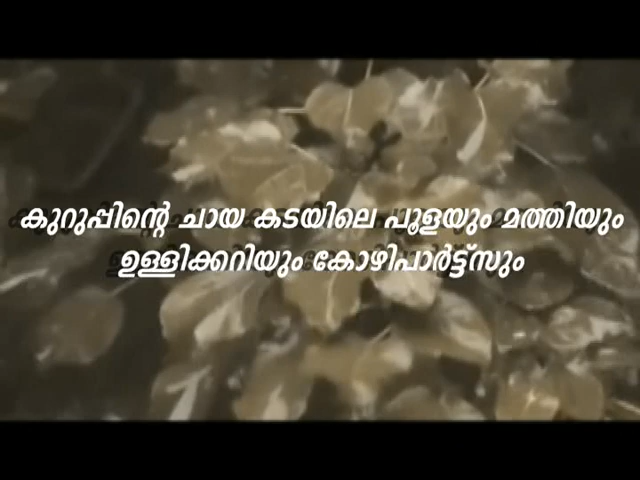 കുറുപ്പിന്റെ ചായ കടയിലെ പൂളയും മത്തിയും
ഉള്ളിക്കറിയും കോഴിപാർട്ട്സും